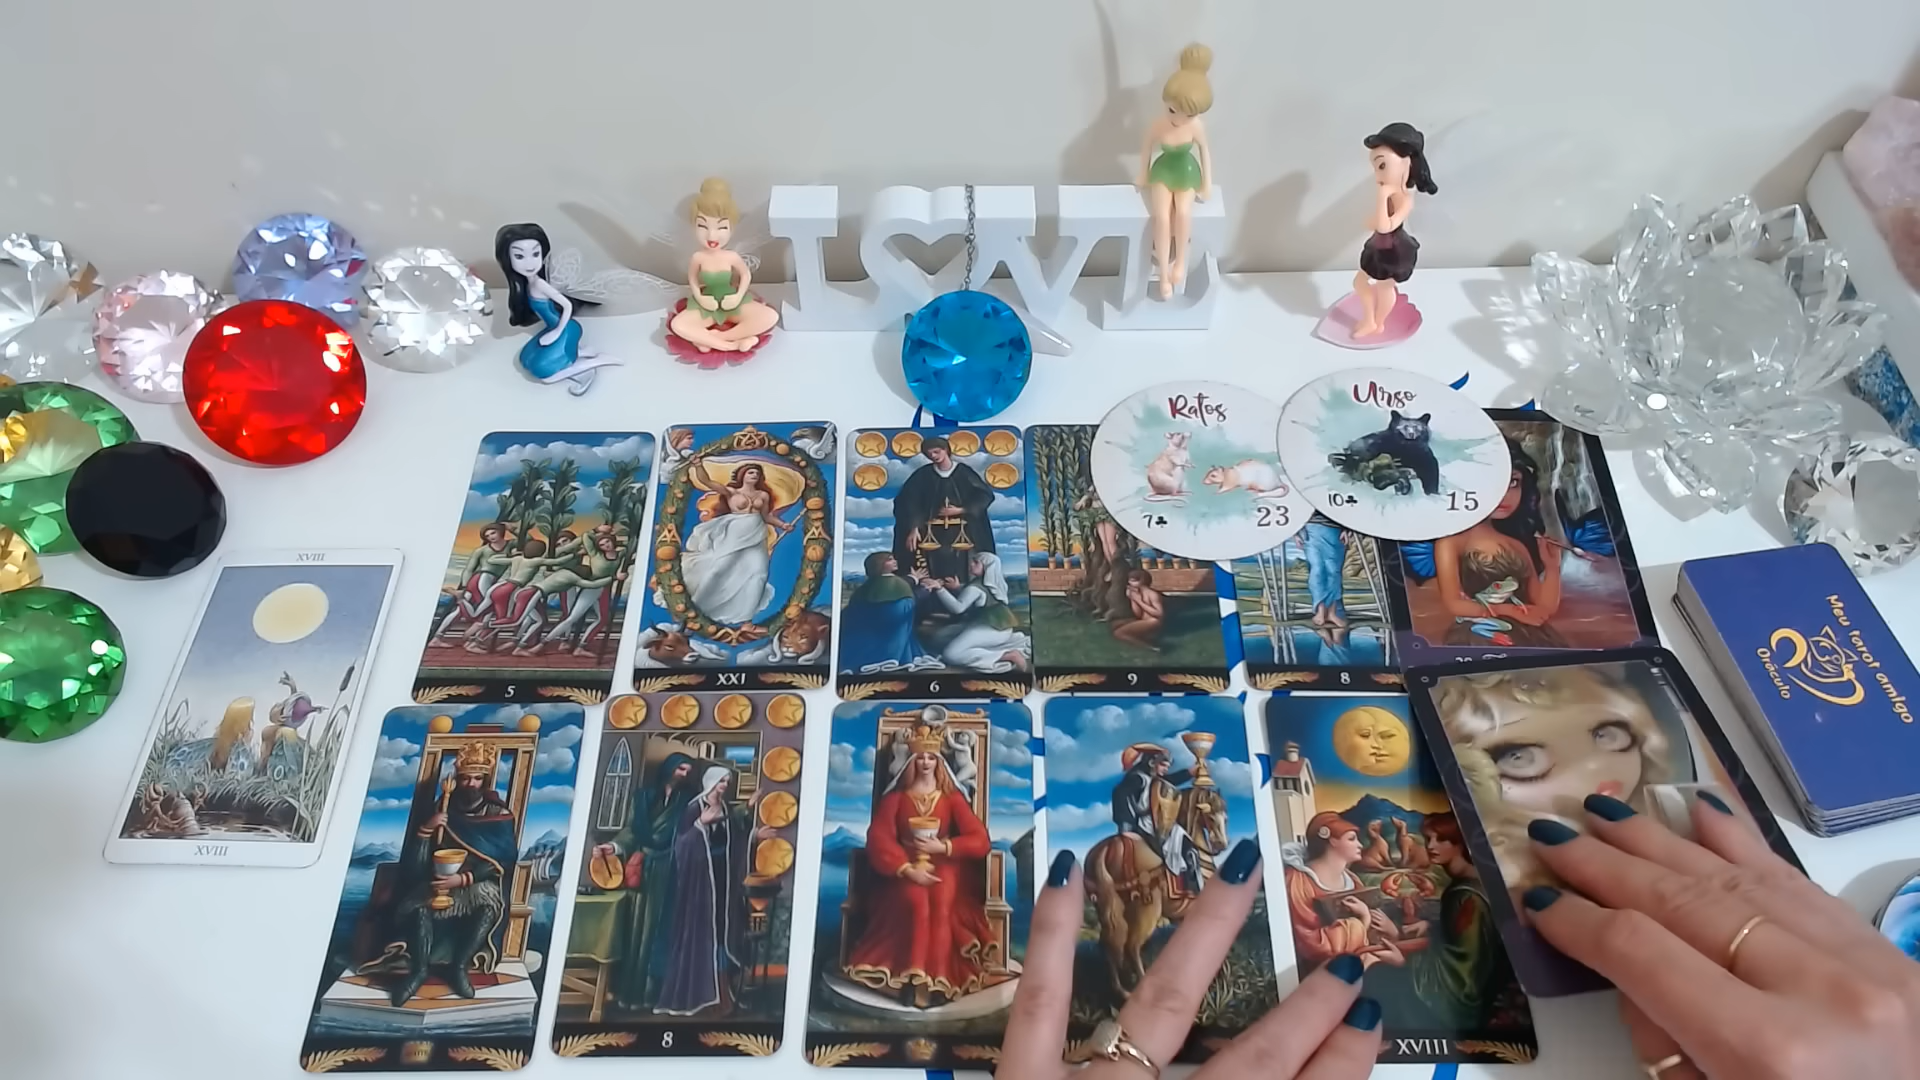 LOVE
Ratos
7♣ 23
Urso
10♣ 15
XVIII
XVIII
5
XXI
6
9
8
8
XVIII
Meu tarot amigo
Oráculo